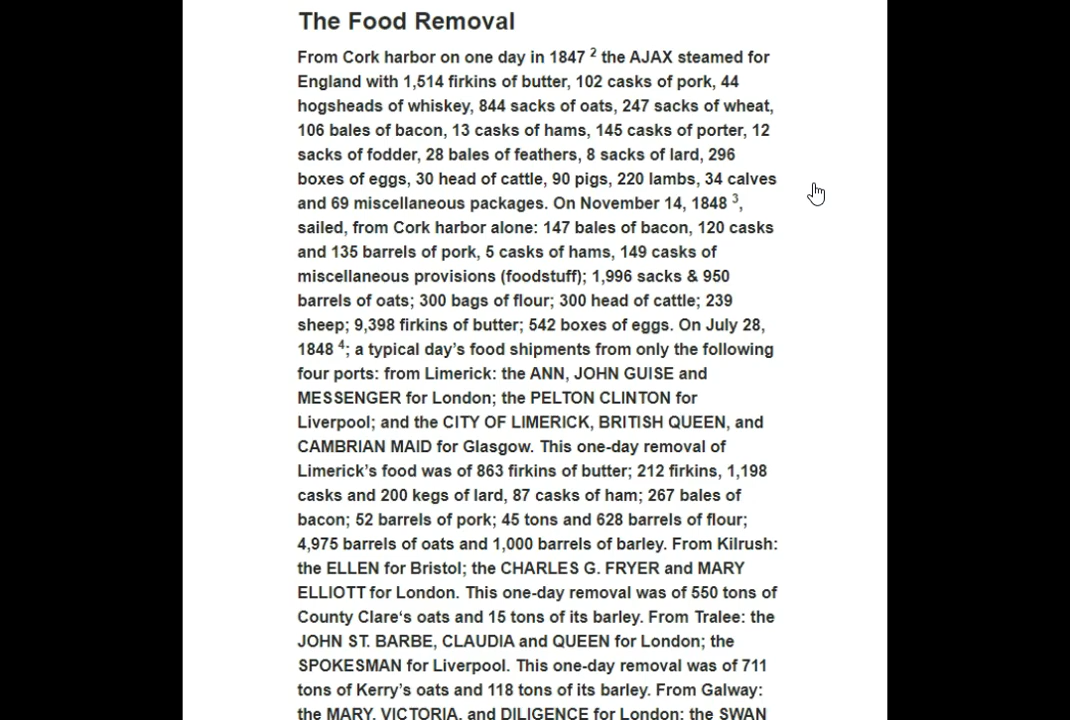 The Food Removal
From Cork harbor on one day in 1847 ² the AJAX steamed for
England with 1,514 firkins of butter, 102 casks of pork, 44
hogsheads of whiskey, 844 sacks of oats, 247 sacks of wheat,
106 bales of bacon, 13 casks of hams, 145 casks of porter, 12
sacks of fodder, 28 bales of feathers, 8 sacks of lard, 296
boxes of eggs, 30 head of cattle, 90 pigs, 220 lambs, 34 calves
and 69 miscellaneous packages. On November 14, 1848 ³,
sailed, from Cork harbor alone: 147 bales of bacon, 120 casks
and 135 barrels of pork, 5 casks of hams, 149 casks of
miscellaneous provisions (foodstuff); 1,996 sacks & 950
barrels of oats; 300 bags of flour; 300 head of cattle; 239
sheep; 9,398 firkins of butter; 542 boxes of eggs. On July 28,
1848 ⁴; a typical day’s food shipments from only the following
four ports: from Limerick: the ANN, JOHN GUISE and
MESSENGER for London; the PELTON CLINTON for
Liverpool; and the CITY OF LIMERICK, BRITISH QUEEN, and
CAMBRIAN MAID for Glasgow. This one-day removal of
Limerick’s food was of 863 firkins of butter; 212 firkins, 1,198
casks and 200 kegs of lard, 87 casks of ham; 267 bales of
bacon; 52 barrels of pork; 45 tons and 628 barrels of flour;
4,975 barrels of oats and 1,000 barrels of barley. From Kilrush:
the ELLEN for Bristol; the CHARLES G. FRYER and MARY
ELLIOTT for London. This one-day removal was of 550 tons of
County Clare‘s oats and 15 tons of its barley. From Tralee: the
JOHN ST. BARBE, CLAUDIA and QUEEN for London; the
SPOKESMAN for Liverpool. This one-day removal was of 711
tons of Kerry’s oats and 118 tons of its barley. From Galway:
the MARY, VICTORIA, and DILIGENCE for London; the SWAN